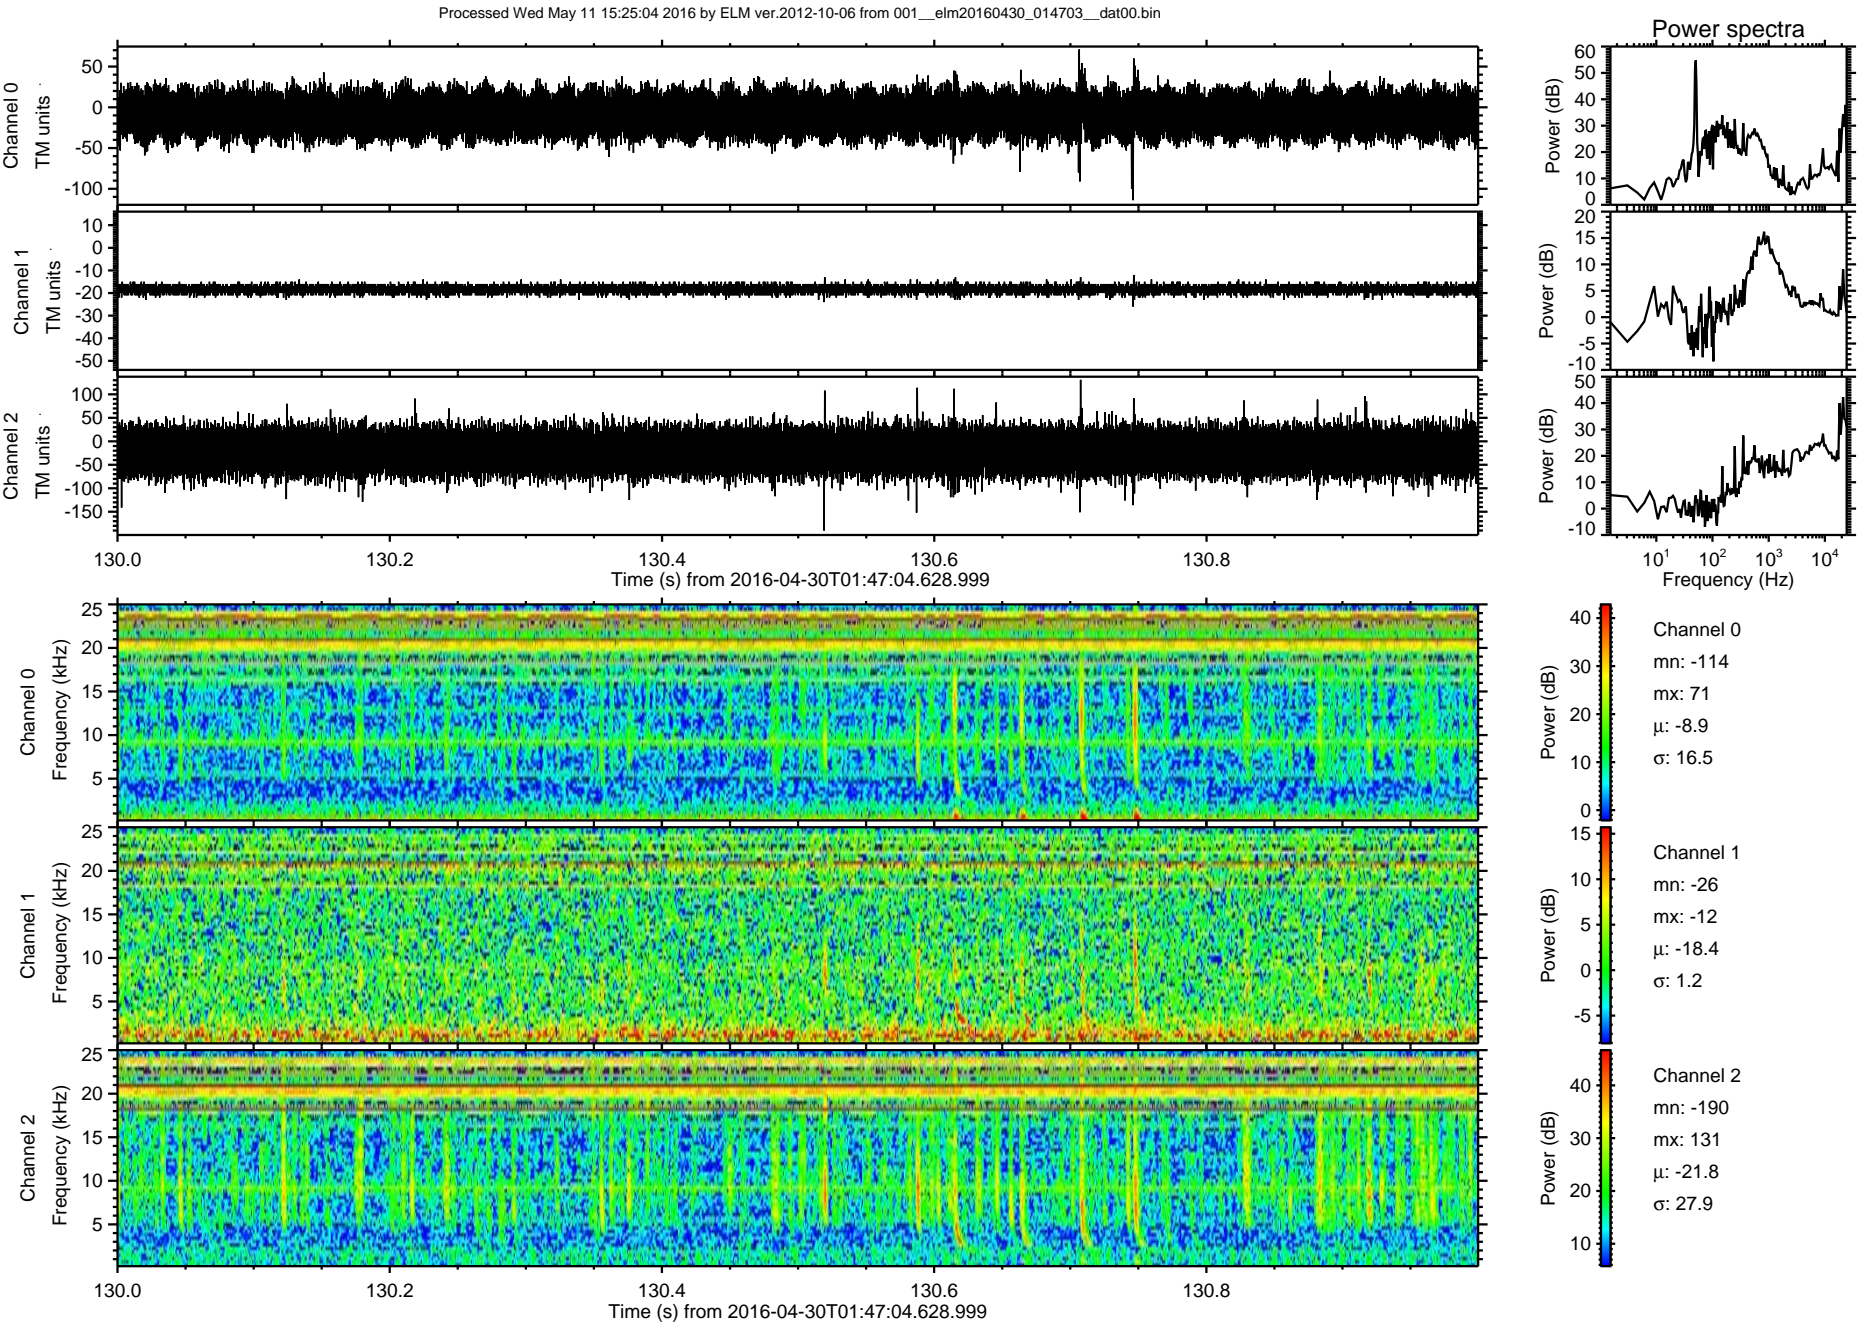 Processed Wed May 11 15:25:04 2016 by ELM ver.2012-10-06 from 001__elm20160430_014703__dat00.bin
Power spectra
Channel 0
TM units
50
0
-50
-100
Power (dB)
60
50
40
30
20
10
0
Channel 1
TM units
10
0
-10
-20
-30
-40
-50
Power (dB)
20
15
10
5
0
-5
-10
Channel 2
TM units
100
50
0
-50
-100
-150
Power (dB)
50
40
30
20
10
0
-10
130.0 130.2 130.4 130.6 130.8
Time (s) from 2016-04-30T01:47:04.628.999
10^1 10^2 10^3 10^4
Frequency (Hz)
Channel 0
Frequency (kHz)
25
20
15
10
5
Power (dB)
40
30
20
10
0
Channel 0
mn: -114
mx: 71
μ: -8.9
σ: 16.5
Channel 1
Frequency (kHz)
25
20
15
10
5
Power (dB)
15
10
5
0
-5
Channel 1
mn: -26
mx: -12
μ: -18.4
σ: 1.2
Channel 2
Frequency (kHz)
25
20
15
10
5
Power (dB)
40
30
20
10
Channel 2
mn: -190
mx: 131
μ: -21.8
σ: 27.9
130.0 130.2 130.4 130.6 130.8
Time (s) from 2016-04-30T01:47:04.628.999